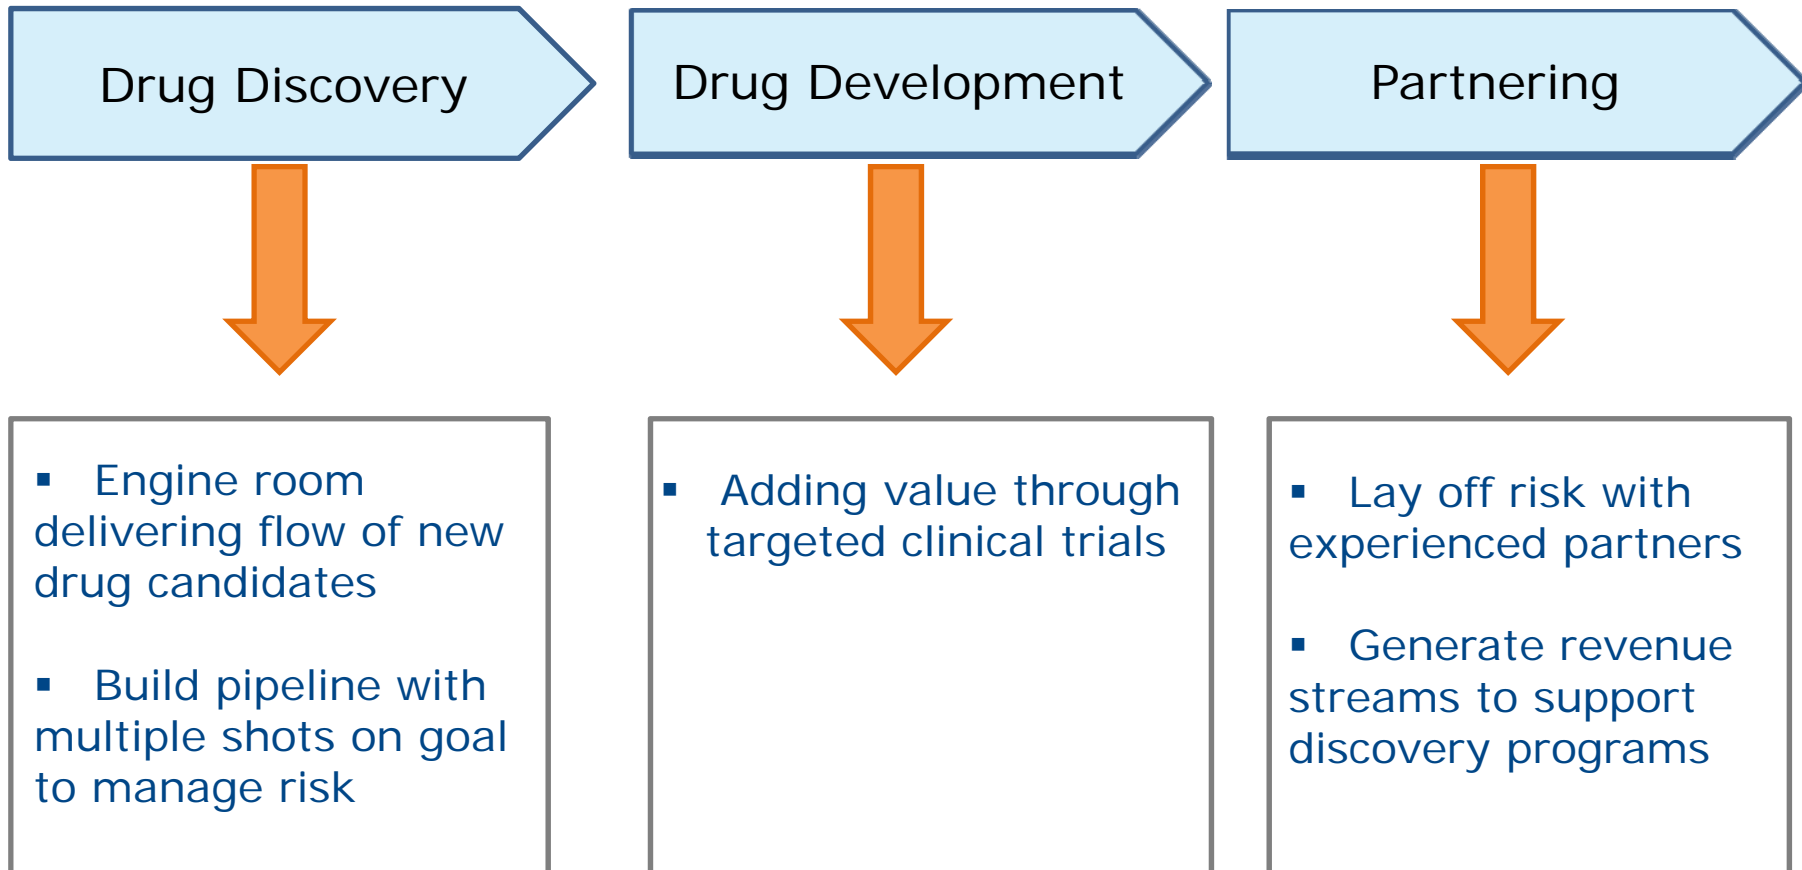 Drug Discovery
Drug Development
Partnering
▪ Engine room
delivering flow of new
drug candidates
▪ Build pipeline with
multiple shots on goal
to manage risk
▪ Adding value through
targeted clinical trials
▪ Lay off risk with
experienced partners
▪ Generate revenue
streams to support
discovery programs